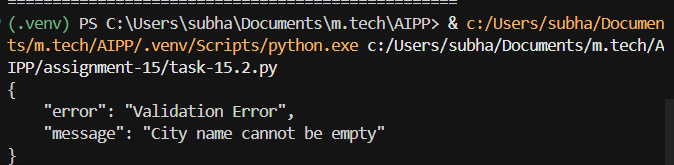 ==================================================
(.venv) PS C:\Users\subha\Documents\m.tech\AIPP> & c:/Users/subha/Documen
ts/m.tech/AIPP/.venv/Scripts/python.exe c:/Users/subha/Documents/m.tech/A
IPP/assignment-15/task-15.2.py
{
    "error": "Validation Error",
    "message": "City name cannot be empty"
}